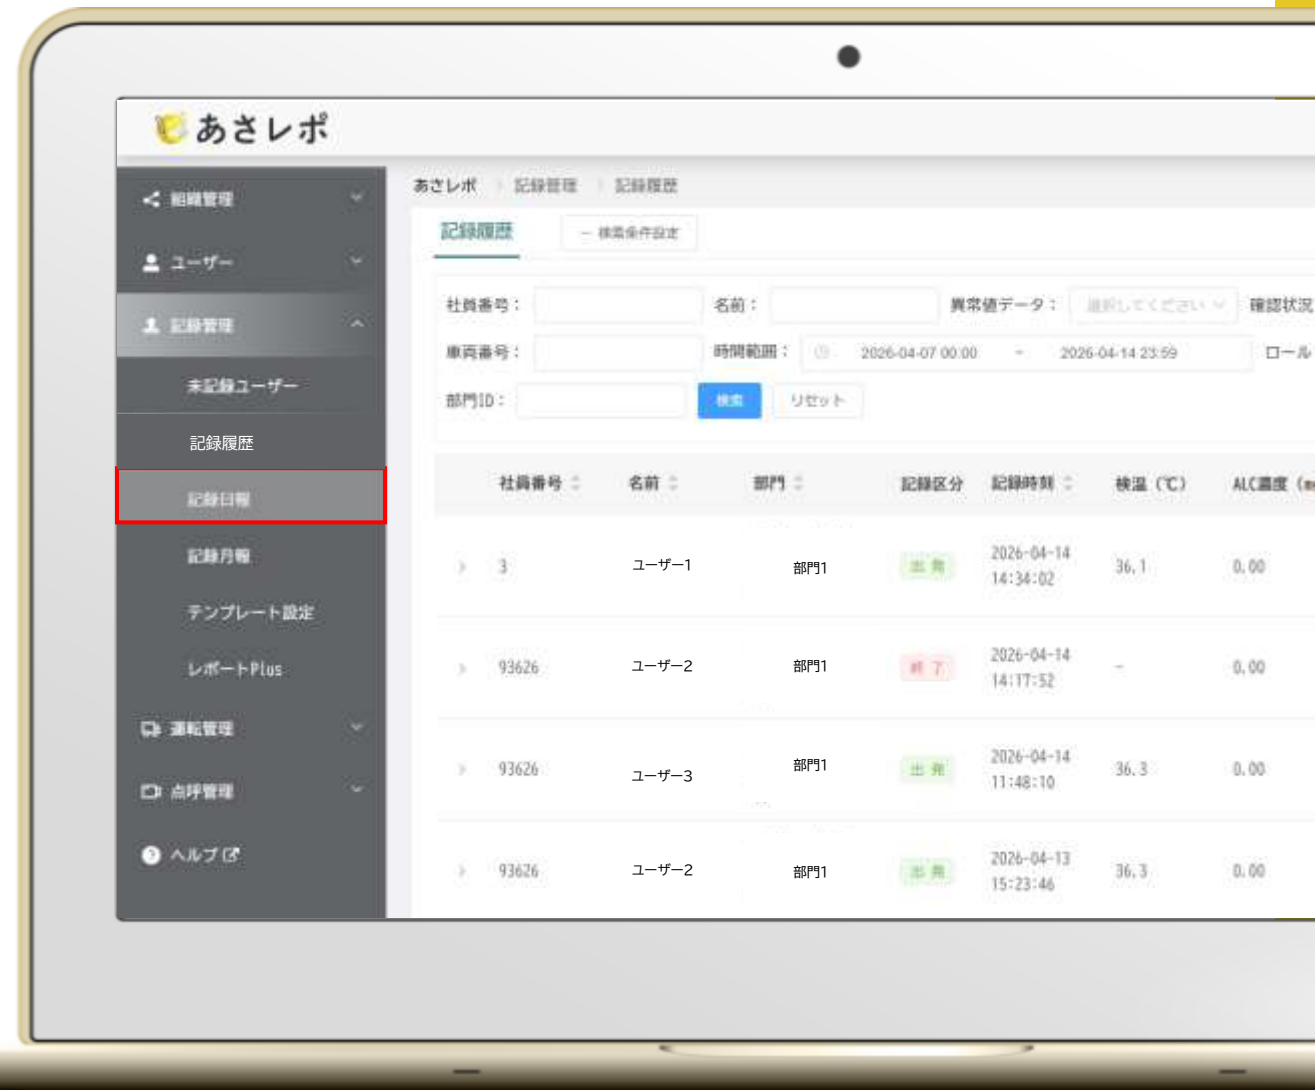 あさレポ
組織管理
ユーザー
記録管理
未記録ユーザー
記録履歴
記録日報
記録月報
テンプレート設定
レポートPlus
運転管理
点呼管理
ヘルプ
あさレポ 記録管理 記録履歴
記録履歴 − 検索条件設定
社員番号： 名前： 異常値データ： 選択してください 確認状況
車両番号： 時間範囲： 2026-04-07 00:00 ~ 2026-04-14 23:59 ロール
部門ID： 検索 リセット
社員番号 名前 部門 記録区分 記録時刻 検温（℃） ALC濃度（
3 ユーザー1 部門1 出発 2026-04-14 14:34:02 36.1 0.00
93626 ユーザー2 部門1 終了 2026-04-14 14:17:52 - 0.00
93626 ユーザー3 部門1 出発 2026-04-14 11:48:10 36.3 0.00
93626 ユーザー2 部門1 出発 2026-04-13 15:23:46 36.3 0.00